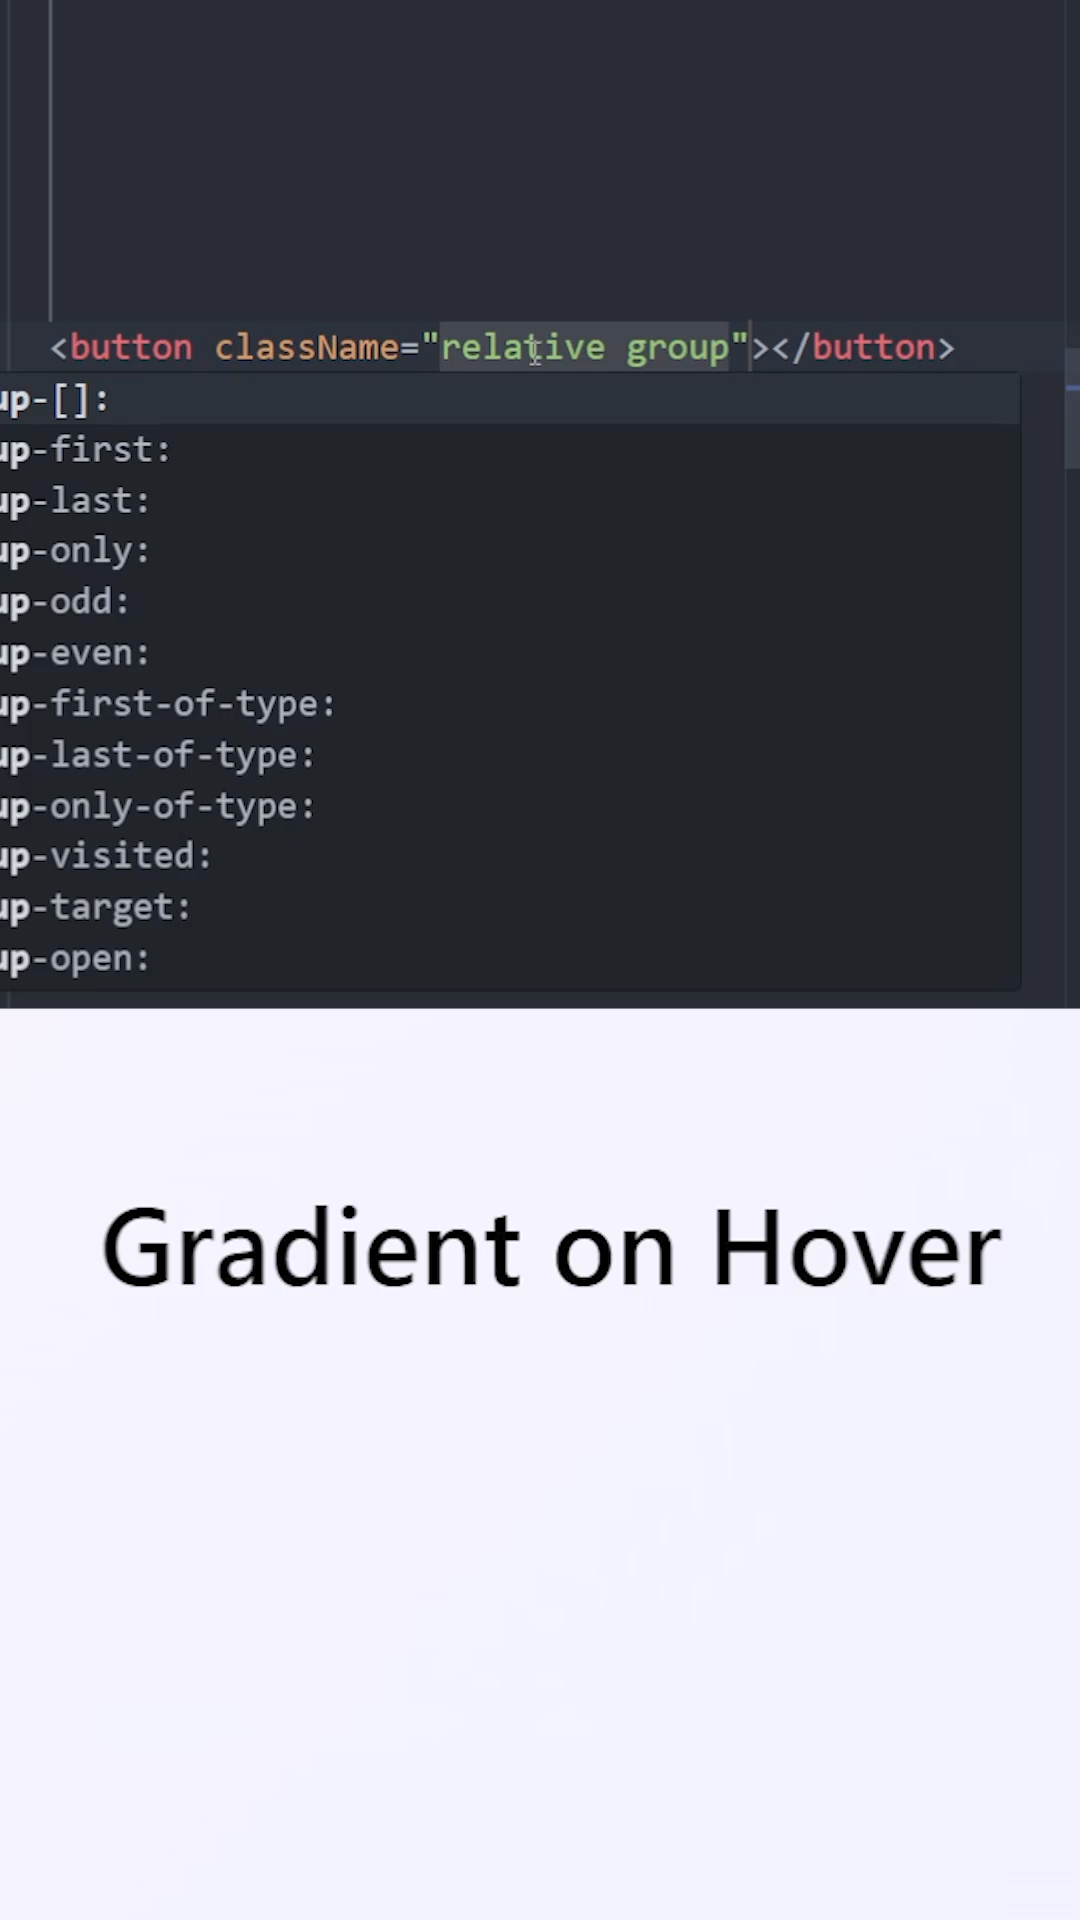 <button className="relative group"></button>
up-[]:
up-first:
up-last:
up-only:
up-odd:
up-even:
up-first-of-type:
up-last-of-type:
up-only-of-type:
up-visited:
up-target:
up-open:
Gradient on Hover